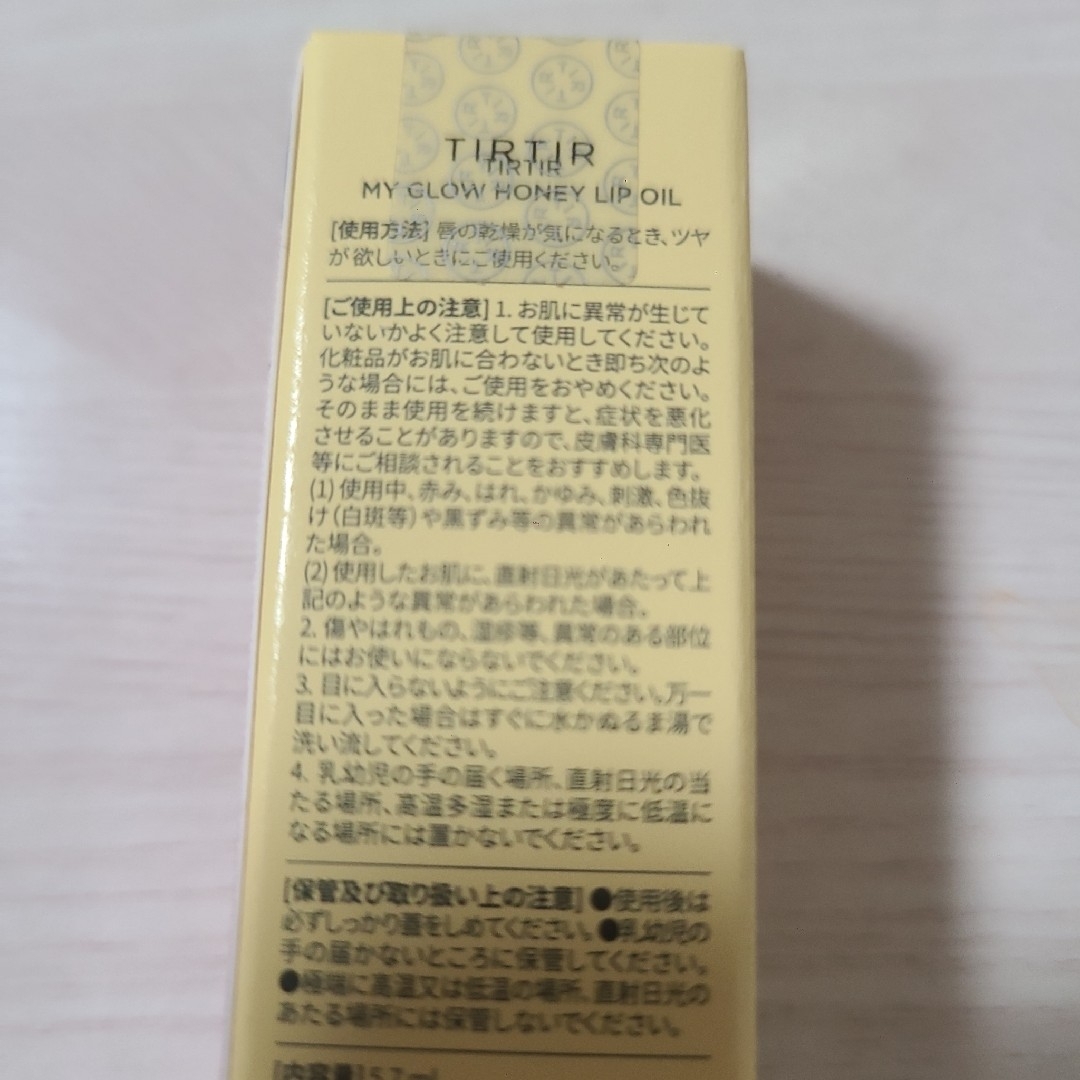 TIRTIR
TIRTIR
MY GLOW HONEY LIP OIL
[使用方法] 唇の乾燥が気になるとき、ツヤ
が欲しいときにご使用ください。
[ご使用上の注意] 1. お肌に異常が生じて
いないかよく注意して使用してください。
化粧品がお肌に合わないとき即ち次のよ
うな場合には、ご使用をおやめください。
そのまま使用を続けますと、症状を悪化
させることがありますので、皮膚科専門医
等にご相談されることをおすすめします。
(1) 使用中、赤み、はれ、かゆみ、刺激、色抜
け（白斑等）や黒ずみ等の異常があらわれ
た場合。
(2) 使用したお肌に、直射日光があたって上
記のような異常があらわれた場合。
2. 傷やはれもの、湿疹等、異常のある部位
にはお使いにならないでください。
3. 目に入らないようにご注意ください。万一
目に入った場合はすぐに水かぬるま湯で
洗い流してください。
4. 乳幼児の手の届く場所、直射日光の当
たる場所、高温多湿または極度に低温に
なる場所には置かないでください。
[保管及び取り扱い上の注意] ●使用後は
必ずしっかり蓋をしめてください。●乳幼児の
手の届かないところに保管してください。
●極端に高温又は低温の場所、直射日光の
あたる場所には保管しないでください。
[内容量] 5.7 ml